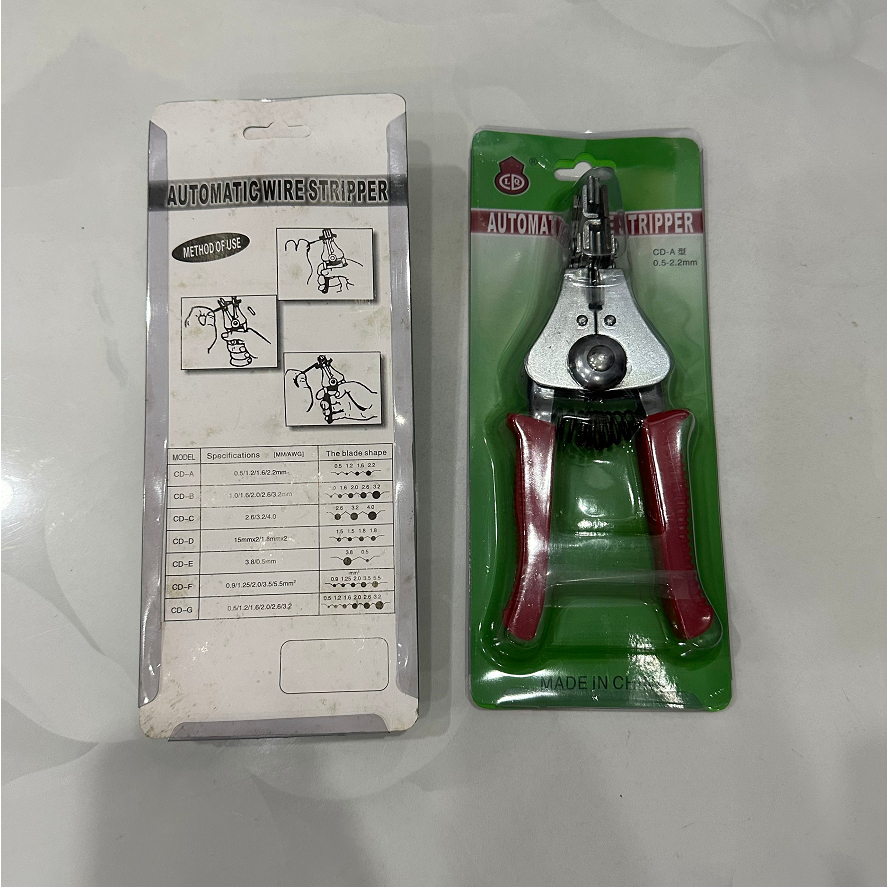 AUTOMATIC WIRE STRIPPER
METHOD OF USE
MODEL Specifications [MM/AWG] The blade shape
CD-A 0.5/1.2/1.6/2.2mm 0.5 1.2 1.6 2.2
CD-B 1.0/1.6/2.0/2.6/3.2mm .0 1.6 2.0 2.6 3.2
CD-C 2.6/3.2/4.0 2.6 3.2 4.0
CD-D 15mmx2/1.8mmx2 1.5 1.5 1.8 1.8
CD-E 3.8/0.5mm 3.8 0.5
mm²
CD-F 0.9/1.25/2.0/3.5/5.5mm² 0.9 1.25 2.0 3.5 5.5
CD-G 0.5/1.2/1.6/2.0/2.6/3.2 0.5 1.2 1.6 2.0 2.6 3.2
®
AUTOMAT E TRIPPER
CD-A 型
0.5-2.2mm
MADE IN CH